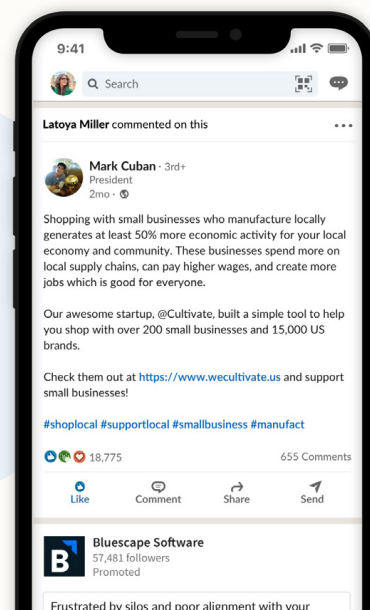 9:41
Search
Latoya Miller commented on this
Mark Cuban · 3rd+
President
2mo ·
Shopping with small businesses who manufacture locally
generates at least 50% more economic activity for your local
economy and community. These businesses spend more on
local supply chains, can pay higher wages, and create more
jobs which is good for everyone.
Our awesome startup, @Cultivate, built a simple tool to help
you shop with over 200 small businesses and 15,000 US
brands.
Check them out at https://www.wecultivate.us and support
small businesses!
#shoplocal #supportlocal #smallbusiness #manufact
18,775 655 Comments
Like Comment Share Send
B
Bluescape Software
57,481 followers
Promoted
Frustrated by silos and poor alignment with your